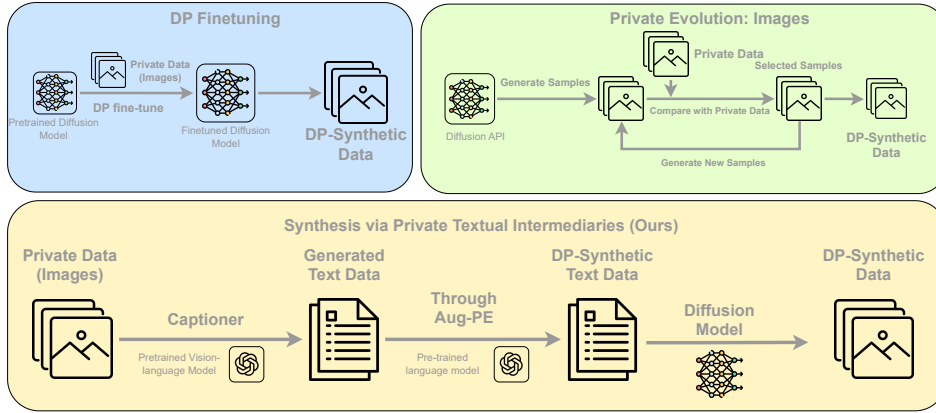 DP Finetuning
Private Data
(Images)
DP fine-tune
Pretrained Diffusion
Model
Finetuned Diffusion
Model
DP-Synthetic
Data
Private Evolution: Images
Private Data
Generate Samples
Selected Samples
Compare with Private Data
Diffusion API
Generate New Samples
DP-Synthetic
Data
Synthesis via Private Textual Intermediaries (Ours)
Private Data
(Images)
Captioner
Pretrained Vision-
language Model
Generated
Text Data
Through
Aug-PE
Pre-trained
language model
DP-Synthetic
Text Data
Diffusion
Model
DP-Synthetic
Data